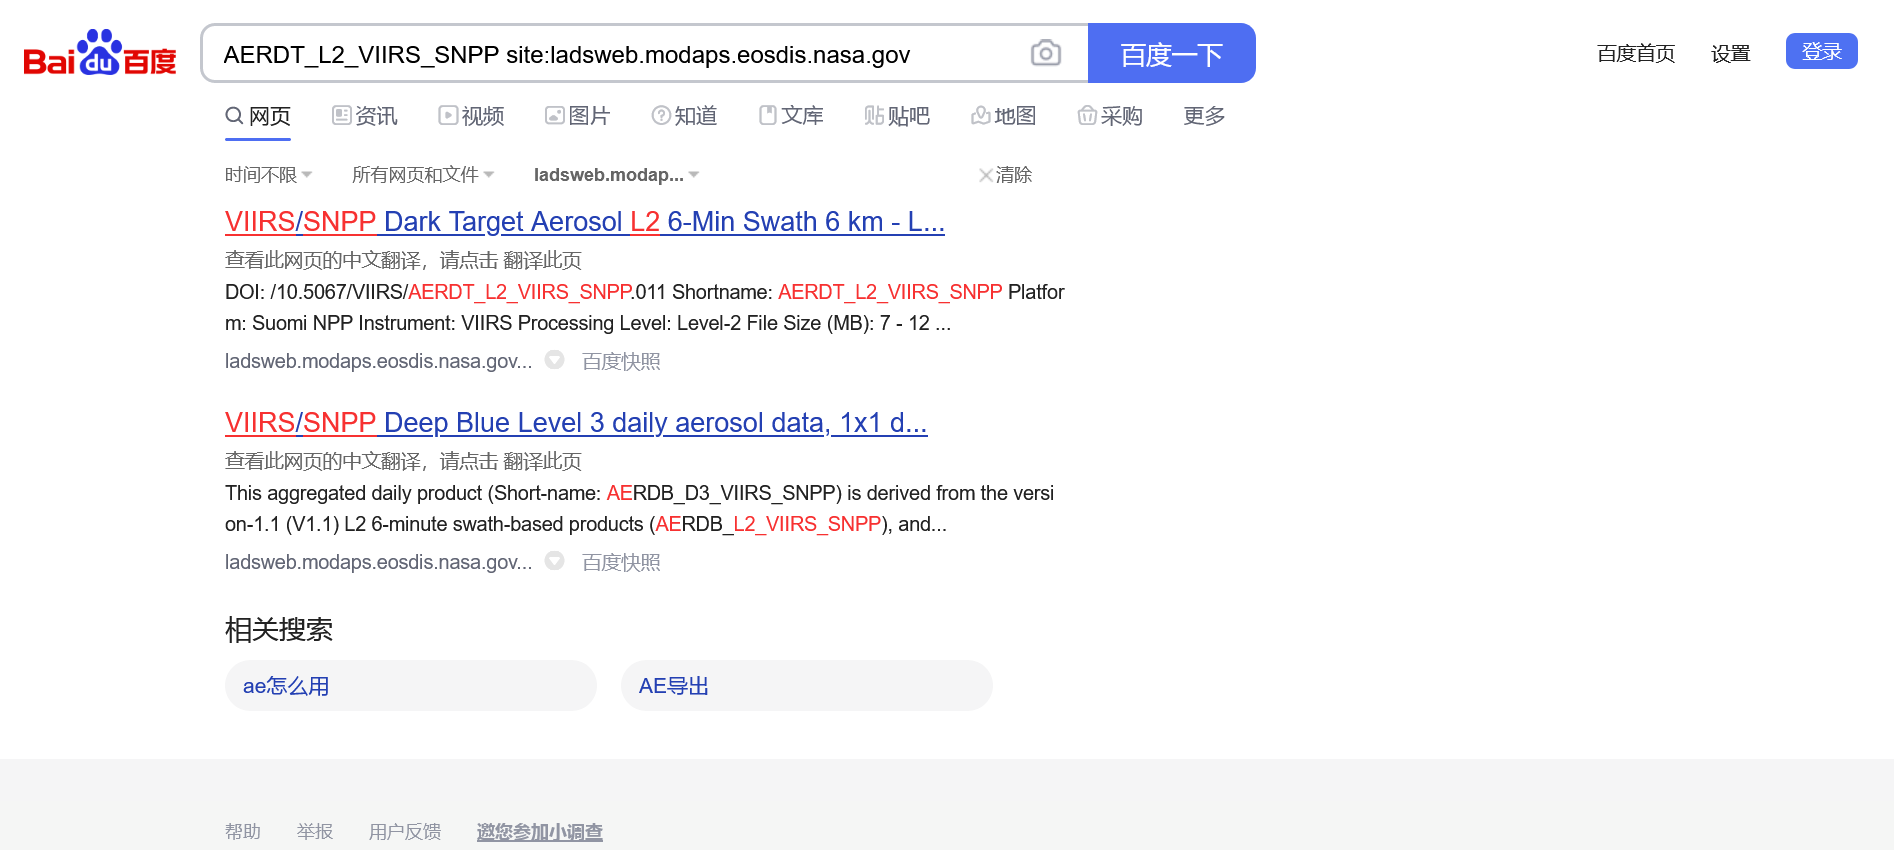 Bai du 百度
AERDT_L2_VIIRS_SNPP site:ladsweb.modaps.eosdis.nasa.gov
百度一下
百度首页 设置 登录
网页 资讯 视频 图片 知道 文库 贴吧 地图 采购 更多
时间不限 所有网页和文件 ladsweb.modap... 清除
VIIRS/SNPP Dark Target Aerosol L2 6-Min Swath 6 km - L...
查看此网页的中文翻译，请点击 翻译此页
DOI: /10.5067/VIIRS/AERDT_L2_VIIRS_SNPP.011 Shortname: AERDT_L2_VIIRS_SNPP Platfor
m: Suomi NPP Instrument: VIIRS Processing Level: Level-2 File Size (MB): 7 - 12 ...
ladsweb.modaps.eosdis.nasa.gov... 百度快照
VIIRS/SNPP Deep Blue Level 3 daily aerosol data, 1x1 d...
查看此网页的中文翻译，请点击 翻译此页
This aggregated daily product (Short-name: AERDB_D3_VIIRS_SNPP) is derived from the versi
on-1.1 (V1.1) L2 6-minute swath-based products (AERDB_L2_VIIRS_SNPP), and...
ladsweb.modaps.eosdis.nasa.gov... 百度快照
相关搜索
ae怎么用 AE导出
帮助 举报 用户反馈 邀您参加小调查